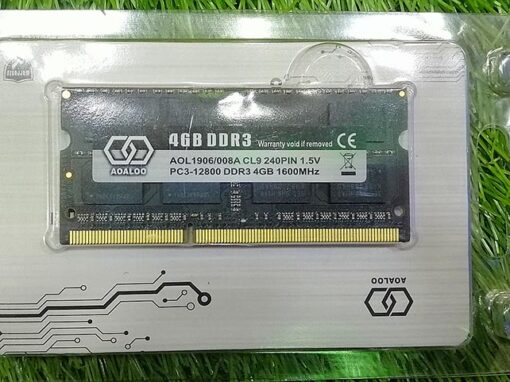 4GB DDR3
Warranty void if removed CE
AOL1906/008A CL9 240PIN 1.5V
PC3-12800 DDR3 4GB 1600MHz
AOALOO
AOALOO